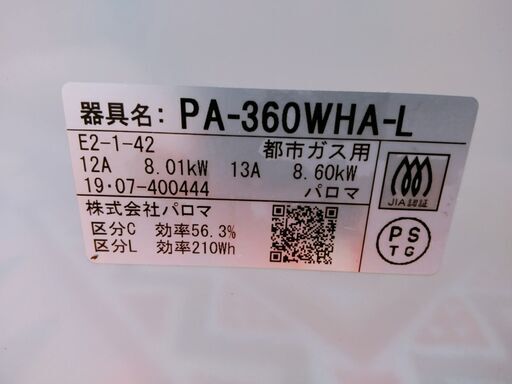 器具名: PA-360WHA-L
E2-1-42 都市ガス用
12A 8.01kW 13A 8.60kW
19・07-400444 パロマ
株式会社パロマ
区分C 効率56.3%
区分L 効率210Wh
JIA認証
PS
TG